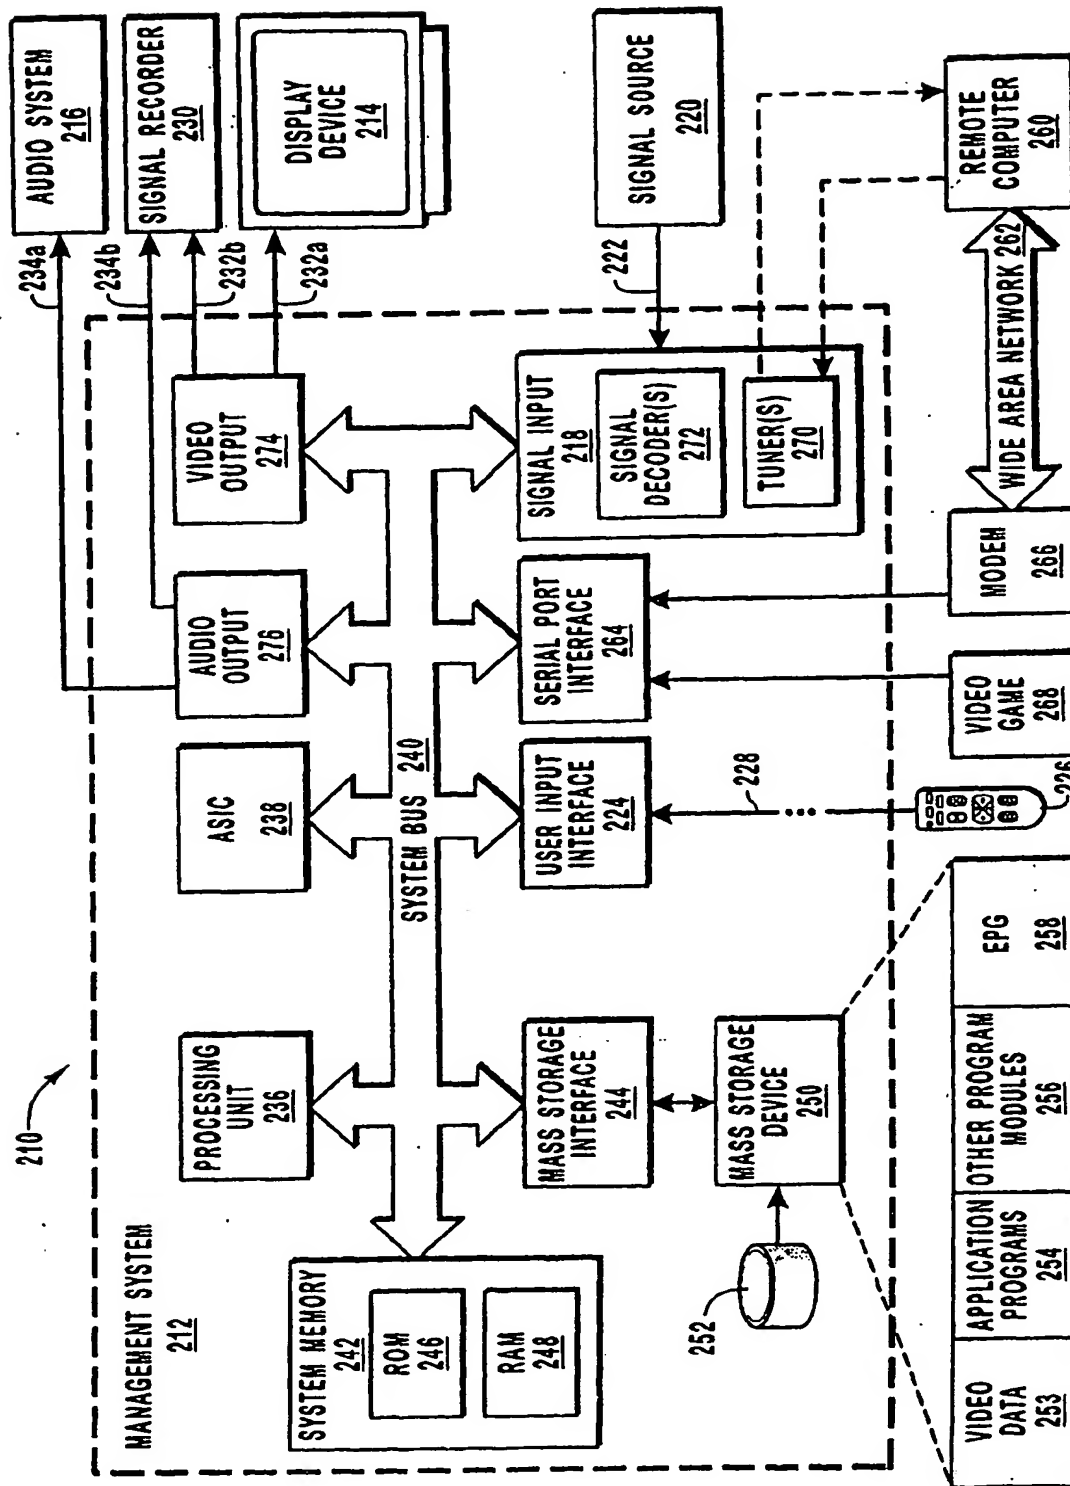 210
MANAGEMENT SYSTEM
212
SYSTEM MEMORY
242
ROM
246
RAM
248
PROCESSING
UNIT
236
ASIC
238
AUDIO OUTPUT
276
VIDEO
OUTPUT
274
234a
234b
232b
232a
AUDIO SYSTEM
216
SIGNAL RECORDER
230
DISPLAY
DEVICE
214
SYSTEM BUS 240
MASS STORAGE
INTERFACE
244
USER INPUT
INTERFACE
224
SERIAL PORT
INTERFACE
264
SIGNAL INPUT
218
SIGNAL
DECODER(S)
272
TUNER(S)
270
222
SIGNAL SOURCE
220
252
MASS STORAGE
DEVICE
250
228
226
VIDEO
DATA
253
APPLICATION
PROGRAMS
254
OTHER PROGRAM
MODULES
256
EPG
258
VIDEO
GAME
268
MODEM
266
WIDE AREA NETWORK 262
REMOTE
COMPUTER
260